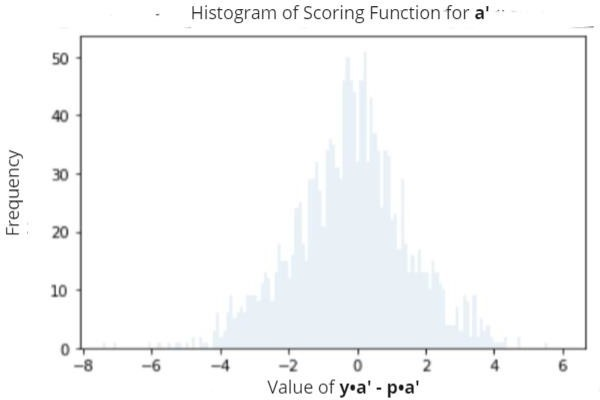 Histogram of Scoring Function for a'
50
40
30
20
10
0
Frequency
−8 −6 −4 −2 0 2 4 6
Value of y•a' - p•a'